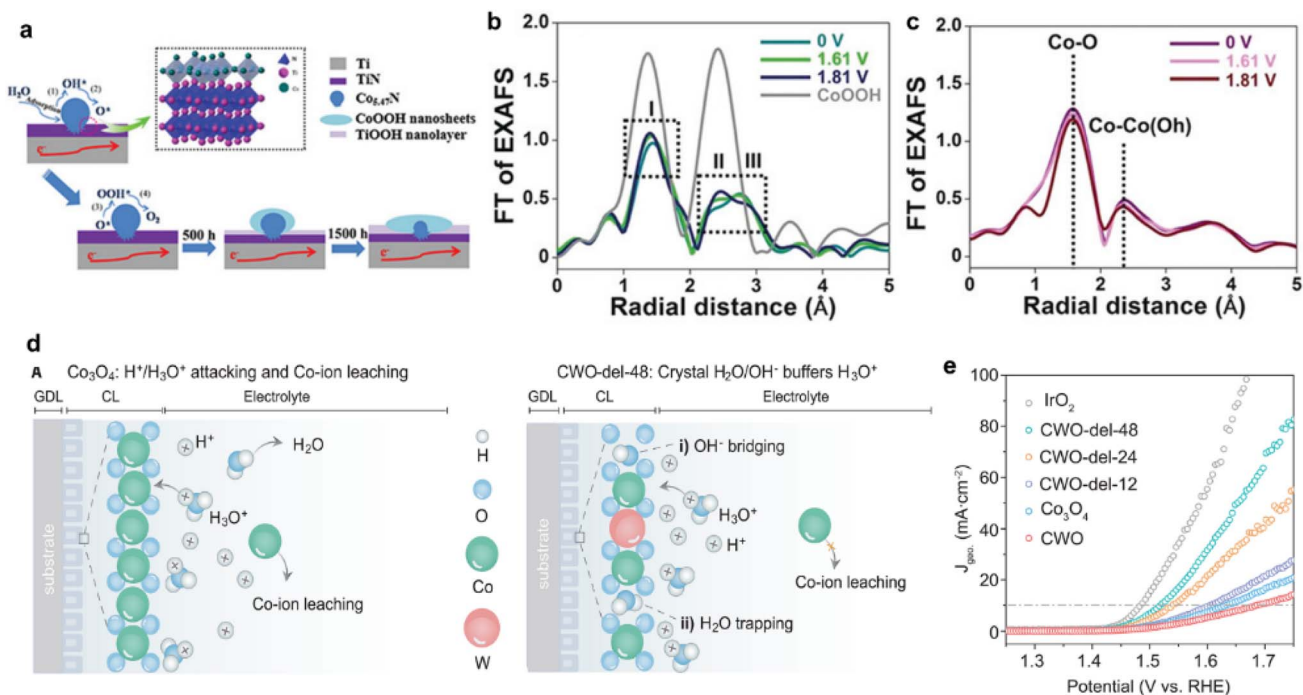 a
Ti
TiN
Co5.47N
CoOOH nanosheets
TiOOH nanolayer
N
Ti
Co
H₂O
Adsorption
(1)
OH*
(2)
O*
e⁻
OOH*
(3)
(4)
O*
O₂
e⁻
500 h
e⁻
1500 h
e⁻
b
FT of EXAFS
2.0
1.5
1.0
0.5
0
0 V
1.61 V
1.81 V
CoOOH
I
II
III
0 1 2 3 4 5
Radial distance (Å)
c
FT of EXAFS
2.0
1.5
1.0
0.5
0
Co-O
Co-Co(Oh)
0 V
1.61 V
1.81 V
0 1 2 3 4 5
Radial distance (Å)
d
A
Co₃O₄: H⁺/H₃O⁺ attacking and Co-ion leaching
GDL CL Electrolyte
substrate
H⁺
H₂O
H₃O⁺
Co-ion leaching
H
O
Co
W
CWO-del-48: Crystal H₂O/OH⁻ buffers H₃O⁺
GDL CL Electrolyte
substrate
i) OH⁻ bridging
H₃O⁺
H⁺
Co-ion leaching
ii) H₂O trapping
e
J geo. (mA·cm⁻²)
100
80
60
40
20
0
IrO₂
CWO-del-48
CWO-del-24
CWO-del-12
Co₃O₄
CWO
1.3 1.4 1.5 1.6 1.7
Potential (V vs. RHE)